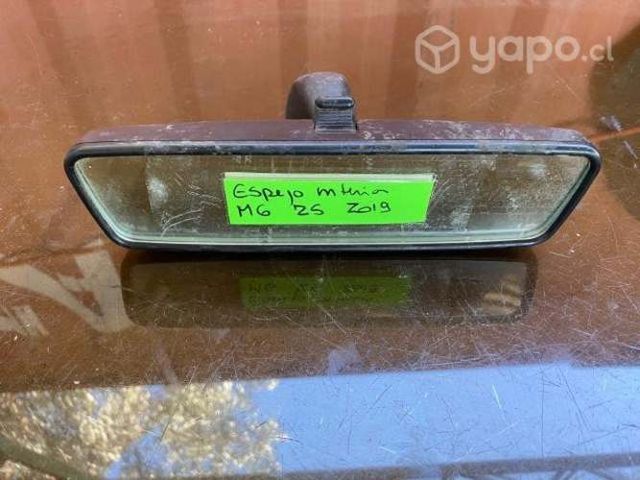 yapo.cl
Espejo interior
MG ZS 2019